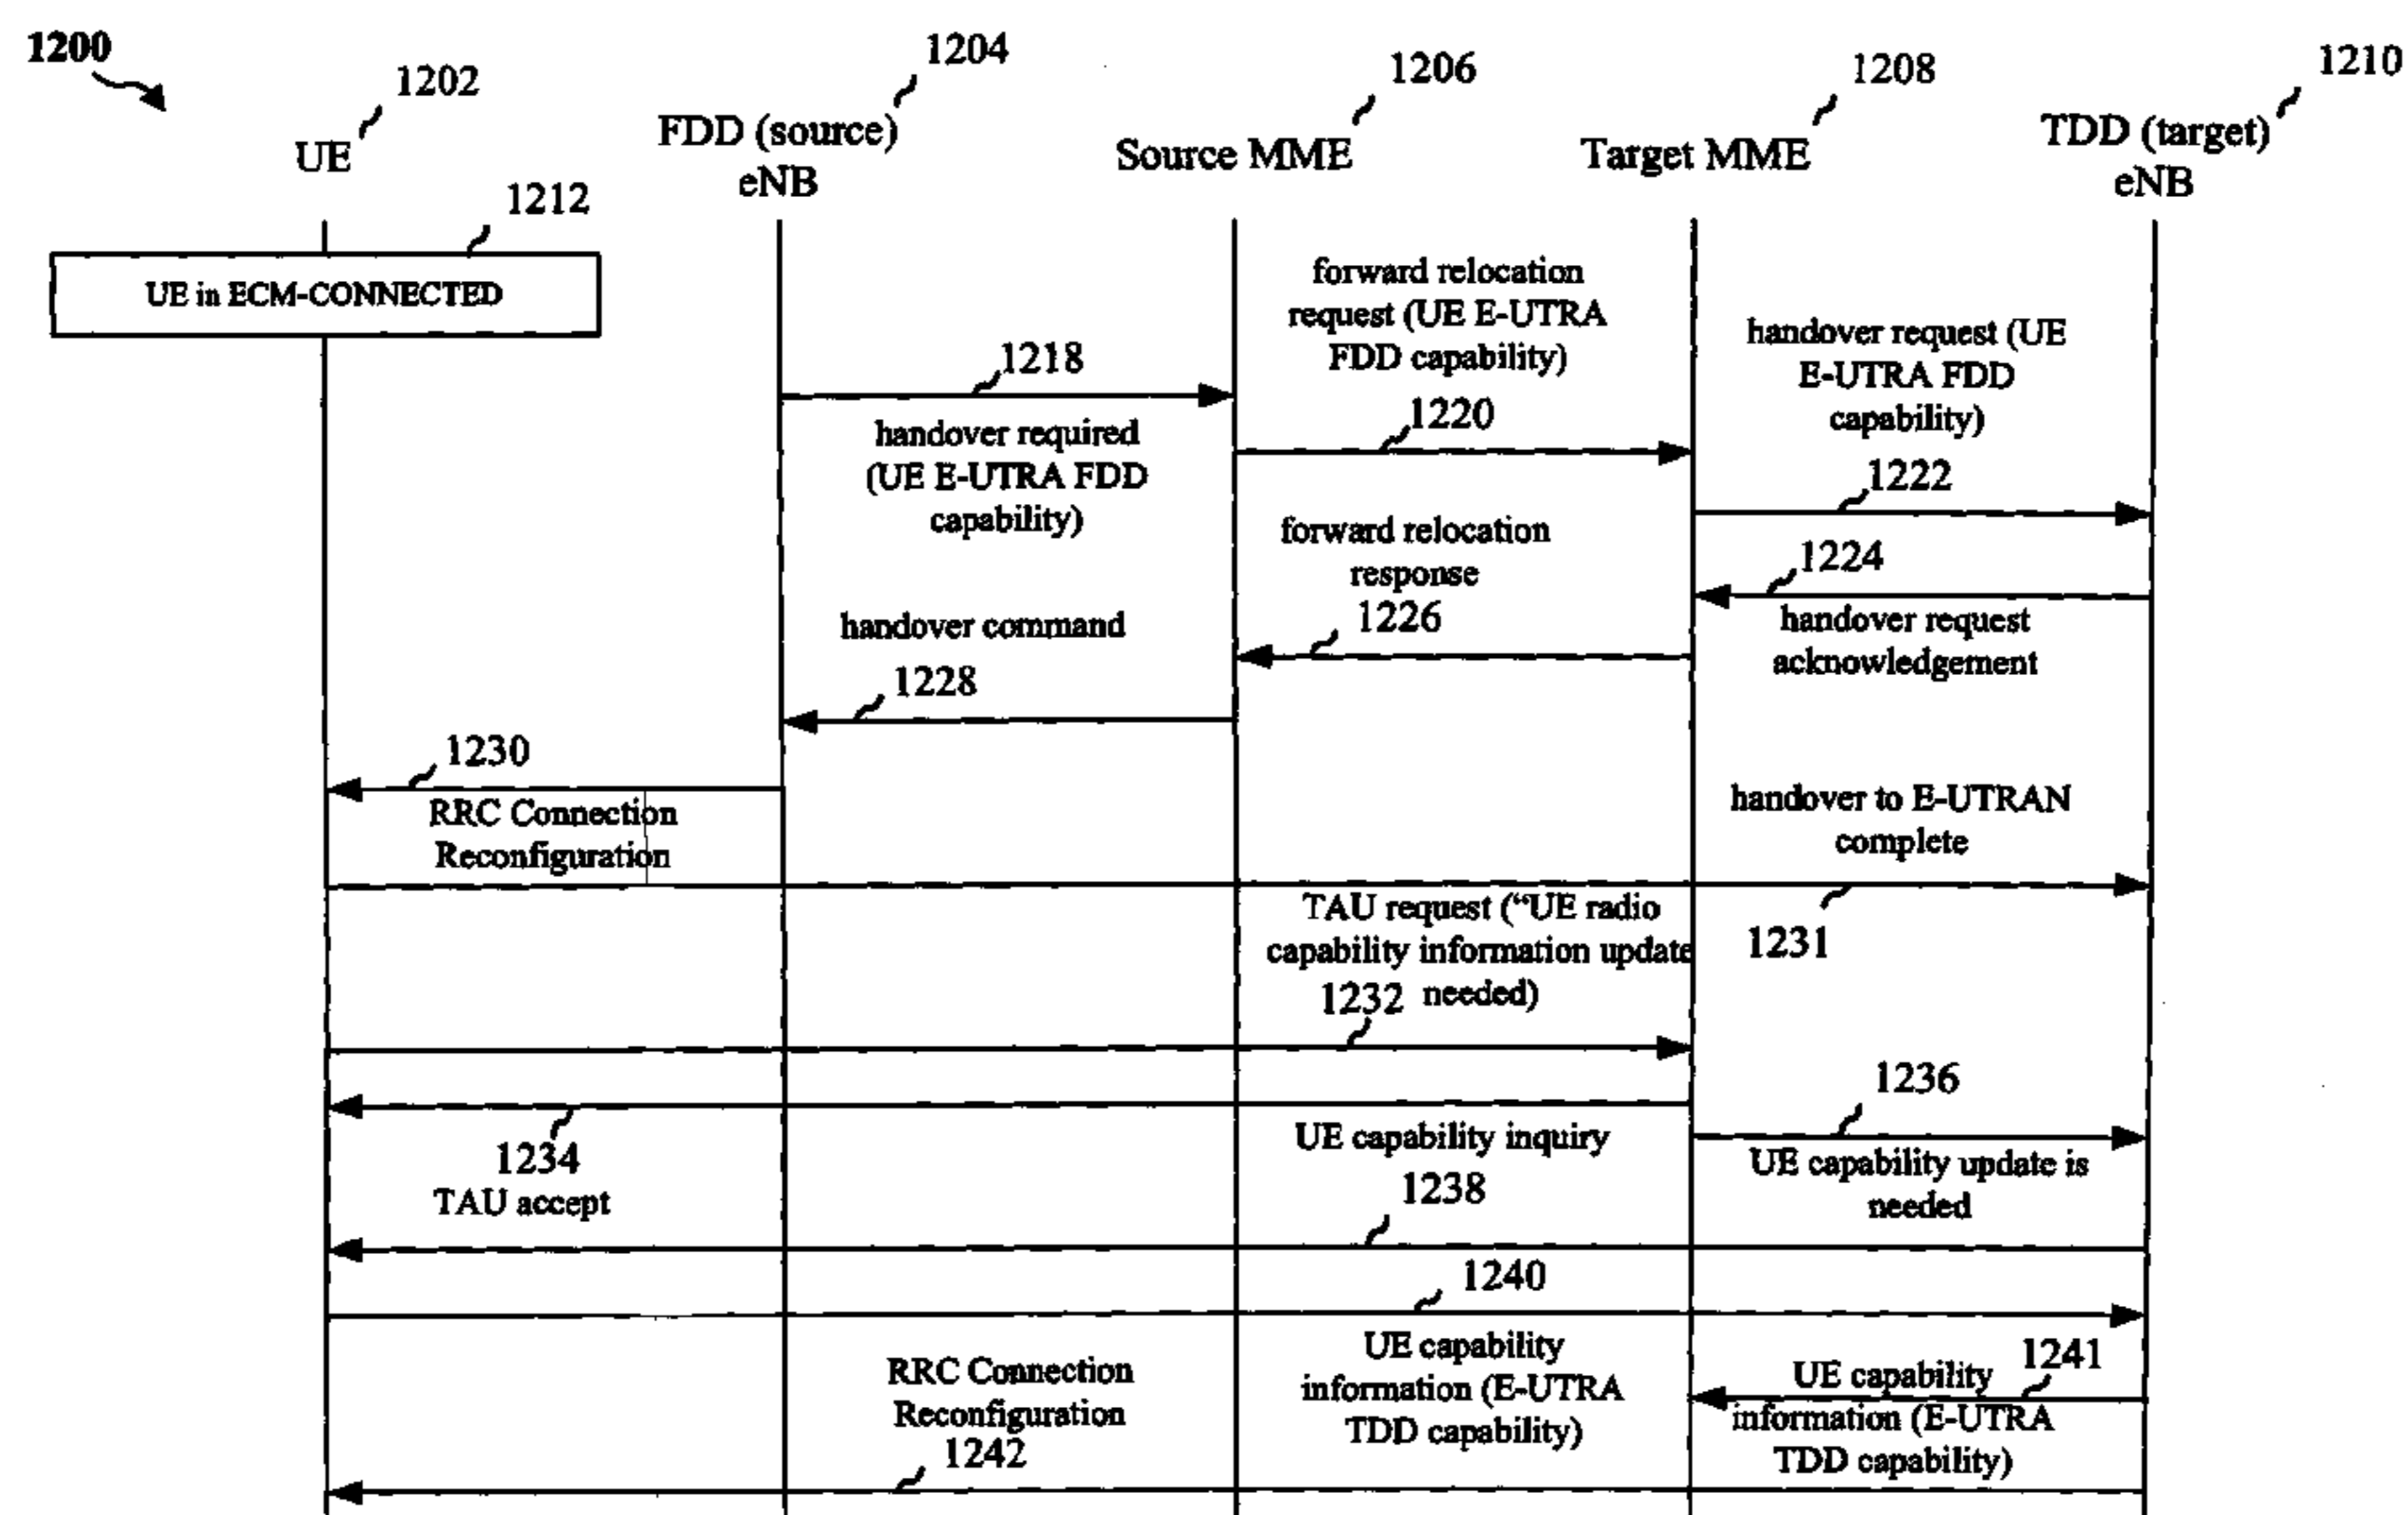 1200
1202
UE
1204
FDD (source)
eNB
1206
Source MME
1208
Target MME
1210
TDD (target)
eNB
1212
UE in ECM-CONNECTED
1218
handover required
(UE E-UTRA FDD
capability)
forward relocation
request (UE E-UTRA
FDD capability)
1220
handover request (UE
E-UTRA FDD
capability)
1222
1224
handover request
acknowledgement
forward relocation
response
1226
handover command
1228
1230
RRC Connection
Reconfiguration
handover to E-UTRAN
complete
1231
TAU request (“UE radio
capability information update
needed)
1232
1234
TAU accept
1236
UE capability update is
needed
UE capability inquiry
1238
1240
UE capability
information (E-UTRA
TDD capability)
1241
UE capability
information (E-UTRA
TDD capability)
RRC Connection
Reconfiguration
1242